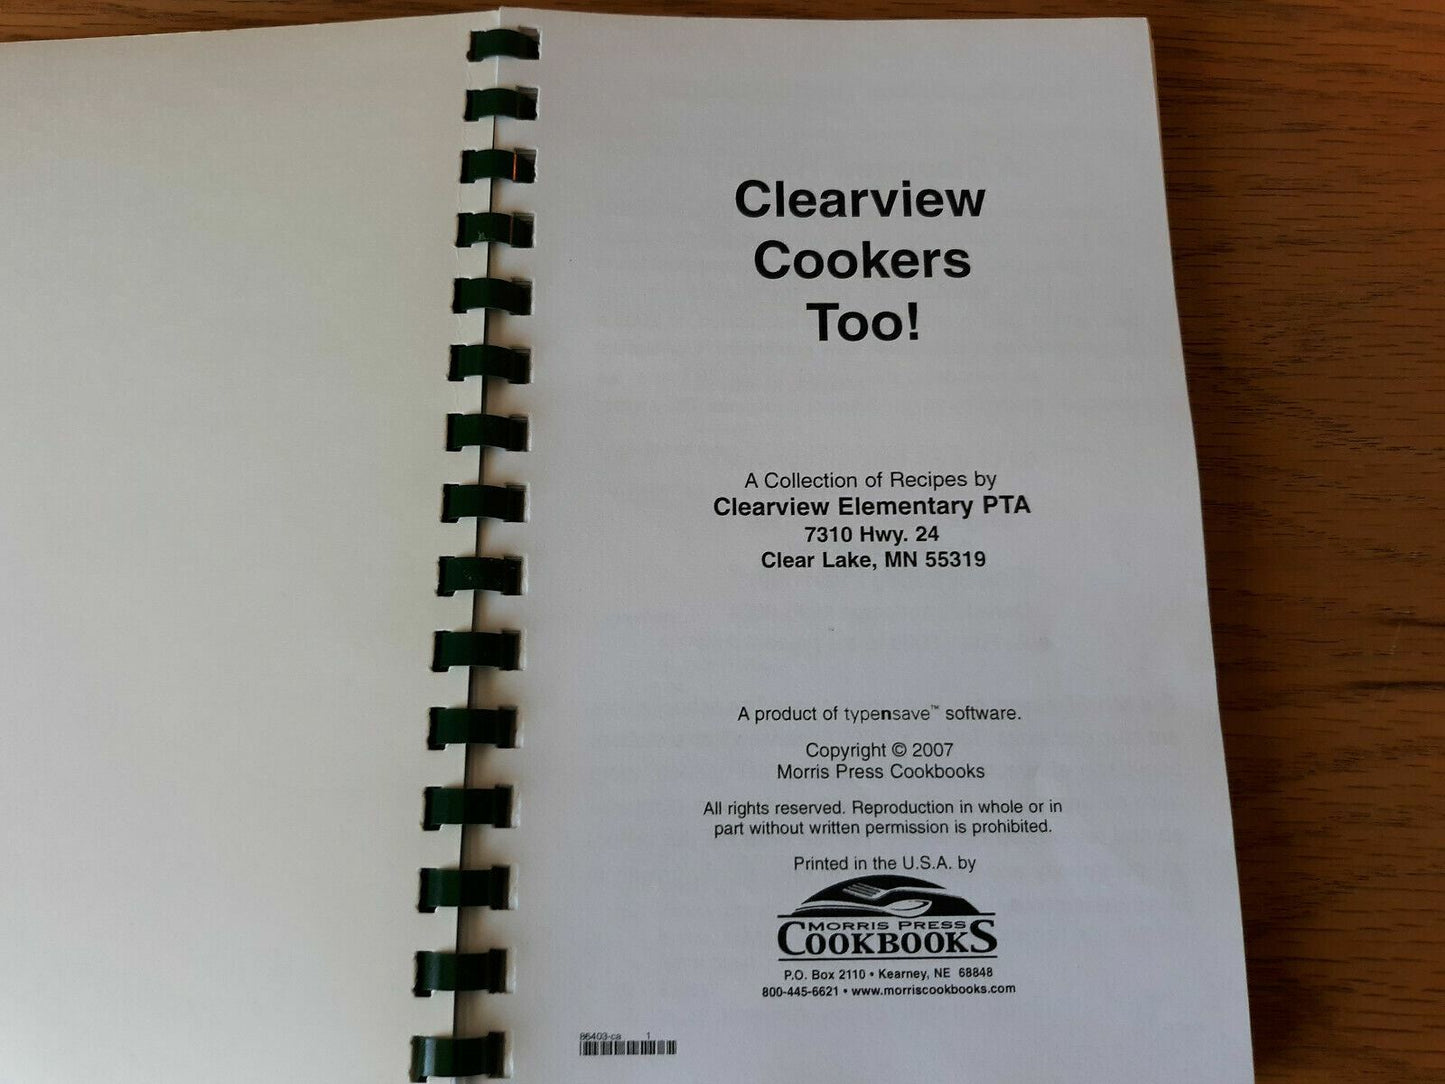 Clearview
Cookers
Too!
A Collection of Recipes by
Clearview Elementary PTA
7310 Hwy. 24
Clear Lake, MN 55319
A product of typensave™ software.
Copyright © 2007
Morris Press Cookbooks
All rights reserved. Reproduction in whole or in
part without written permission is prohibited.
Printed in the U.S.A. by
MORRIS PRESS
COOKBOOKS
P.O. Box 2110 • Kearney, NE 68848
800-445-6621 • www.morriscookbooks.com
86403-ca 1